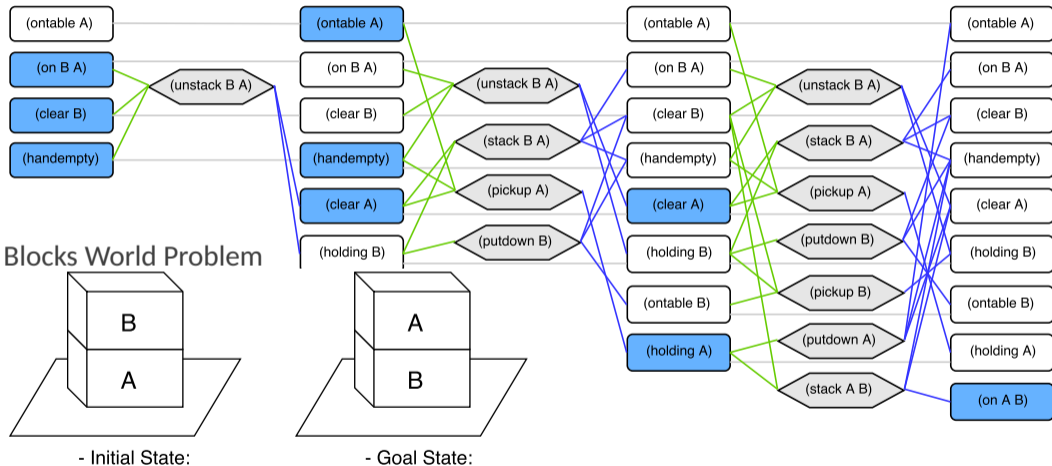 (ontable A)
(on B A)
(clear B)
(handempty)
(unstack B A)
(ontable A)
(on B A)
(clear B)
(handempty)
(clear A)
(holding B)
(unstack B A)
(stack B A)
(pickup A)
(putdown B)
(ontable A)
(on B A)
(clear B)
(handempty)
(clear A)
(holding B)
(ontable B)
(holding A)
(unstack B A)
(stack B A)
(pickup A)
(putdown B)
(pickup B)
(putdown A)
(stack A B)
(ontable A)
(on B A)
(clear B)
(handempty)
(clear A)
(holding B)
(ontable B)
(holding A)
(on A B)
Blocks World Problem
B
A
- Initial State:
A
B
- Goal State: